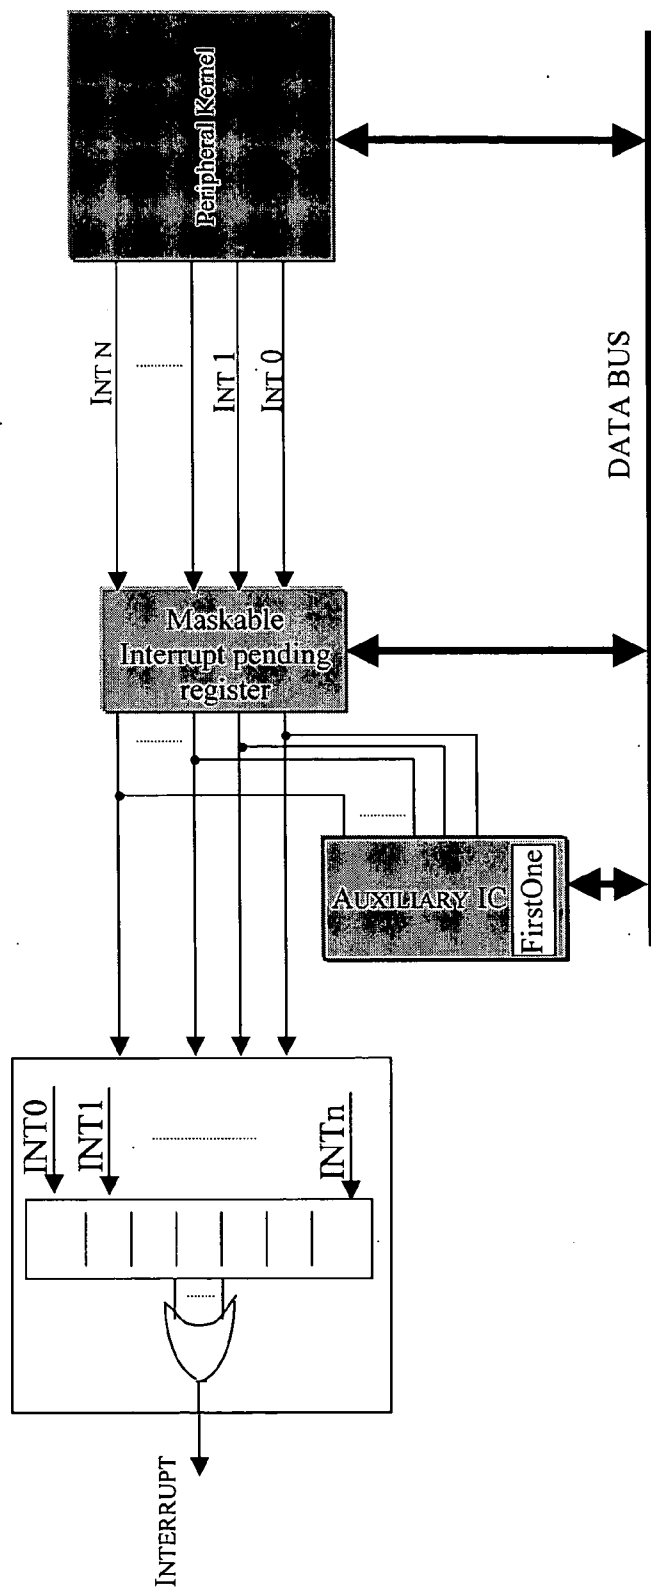 Peripheral Kernel
INT N
INT 1
INT 0
DATA BUS
Maskable
Interrupt pending
register
AUXILIARY IC
FirstOne
INT0
INT1
INTn
INTERRUPT